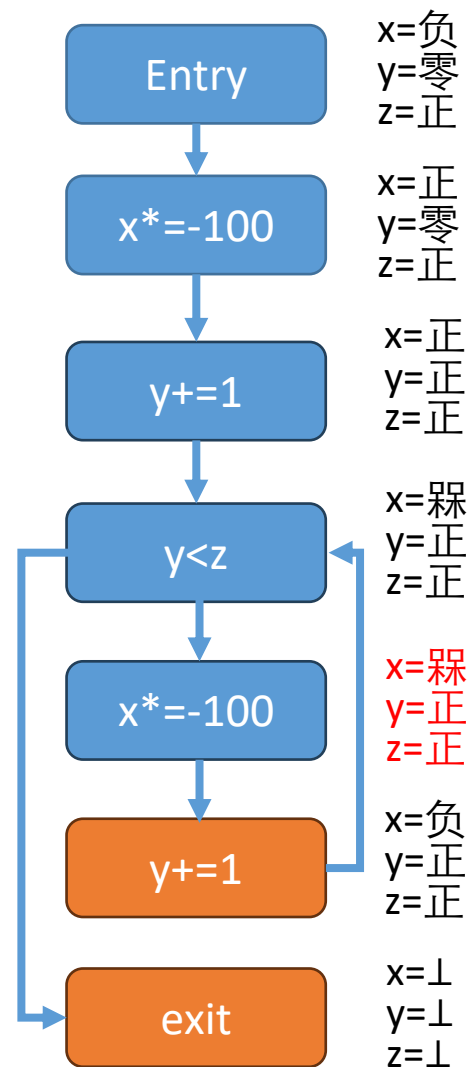 Entry
x=负
y=零
z=正
x*=-100
x=正
y=零
z=正
y+=1
x=正
y=正
z=正
y<z
x=槑
y=正
z=正
x*=-100
x=槑
y=正
z=正
y+=1
x=负
y=正
z=正
exit
x=⊥
y=⊥
z=⊥